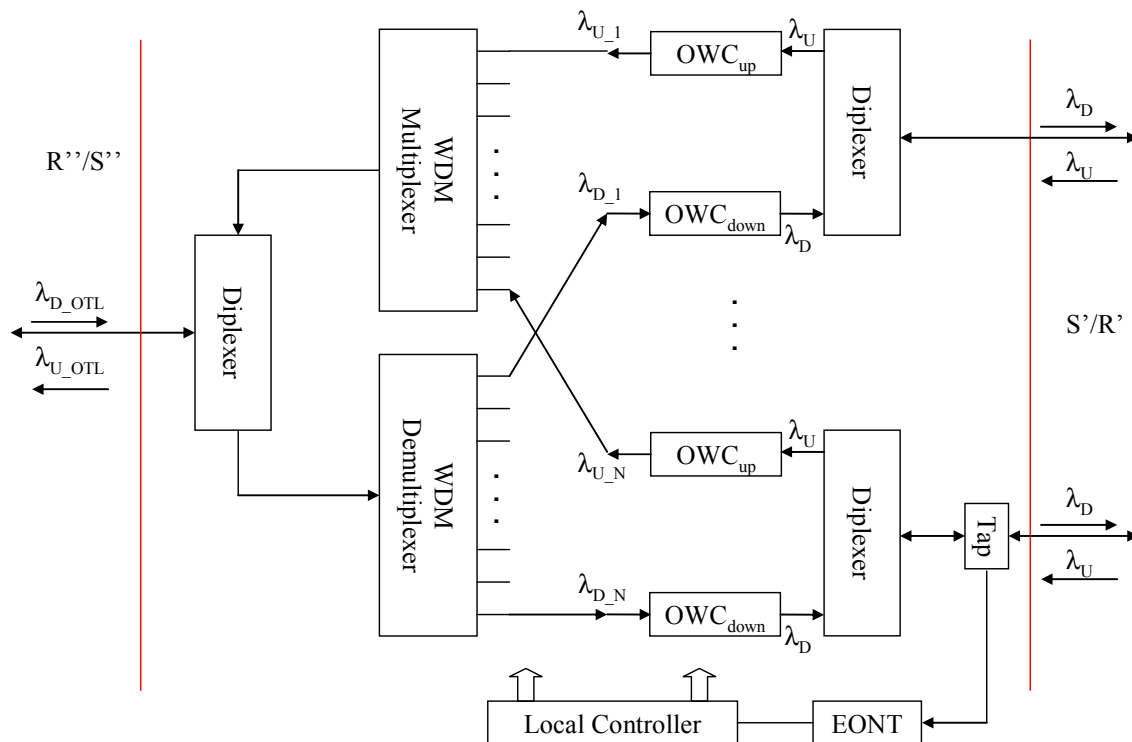 λU_1
OWCup
λU
WDM Multiplexer
Diplexer
λD
R’’/S’’
λU
λD_1
OWCdown
λD
Diplexer
λD_OTL
λU_OTL
S’/R’
WDM Demultiplexer
λU_N
OWCup
λU
Diplexer
Tap
λD
λU
λD_N
OWCdown
λD
Local Controller
EONT